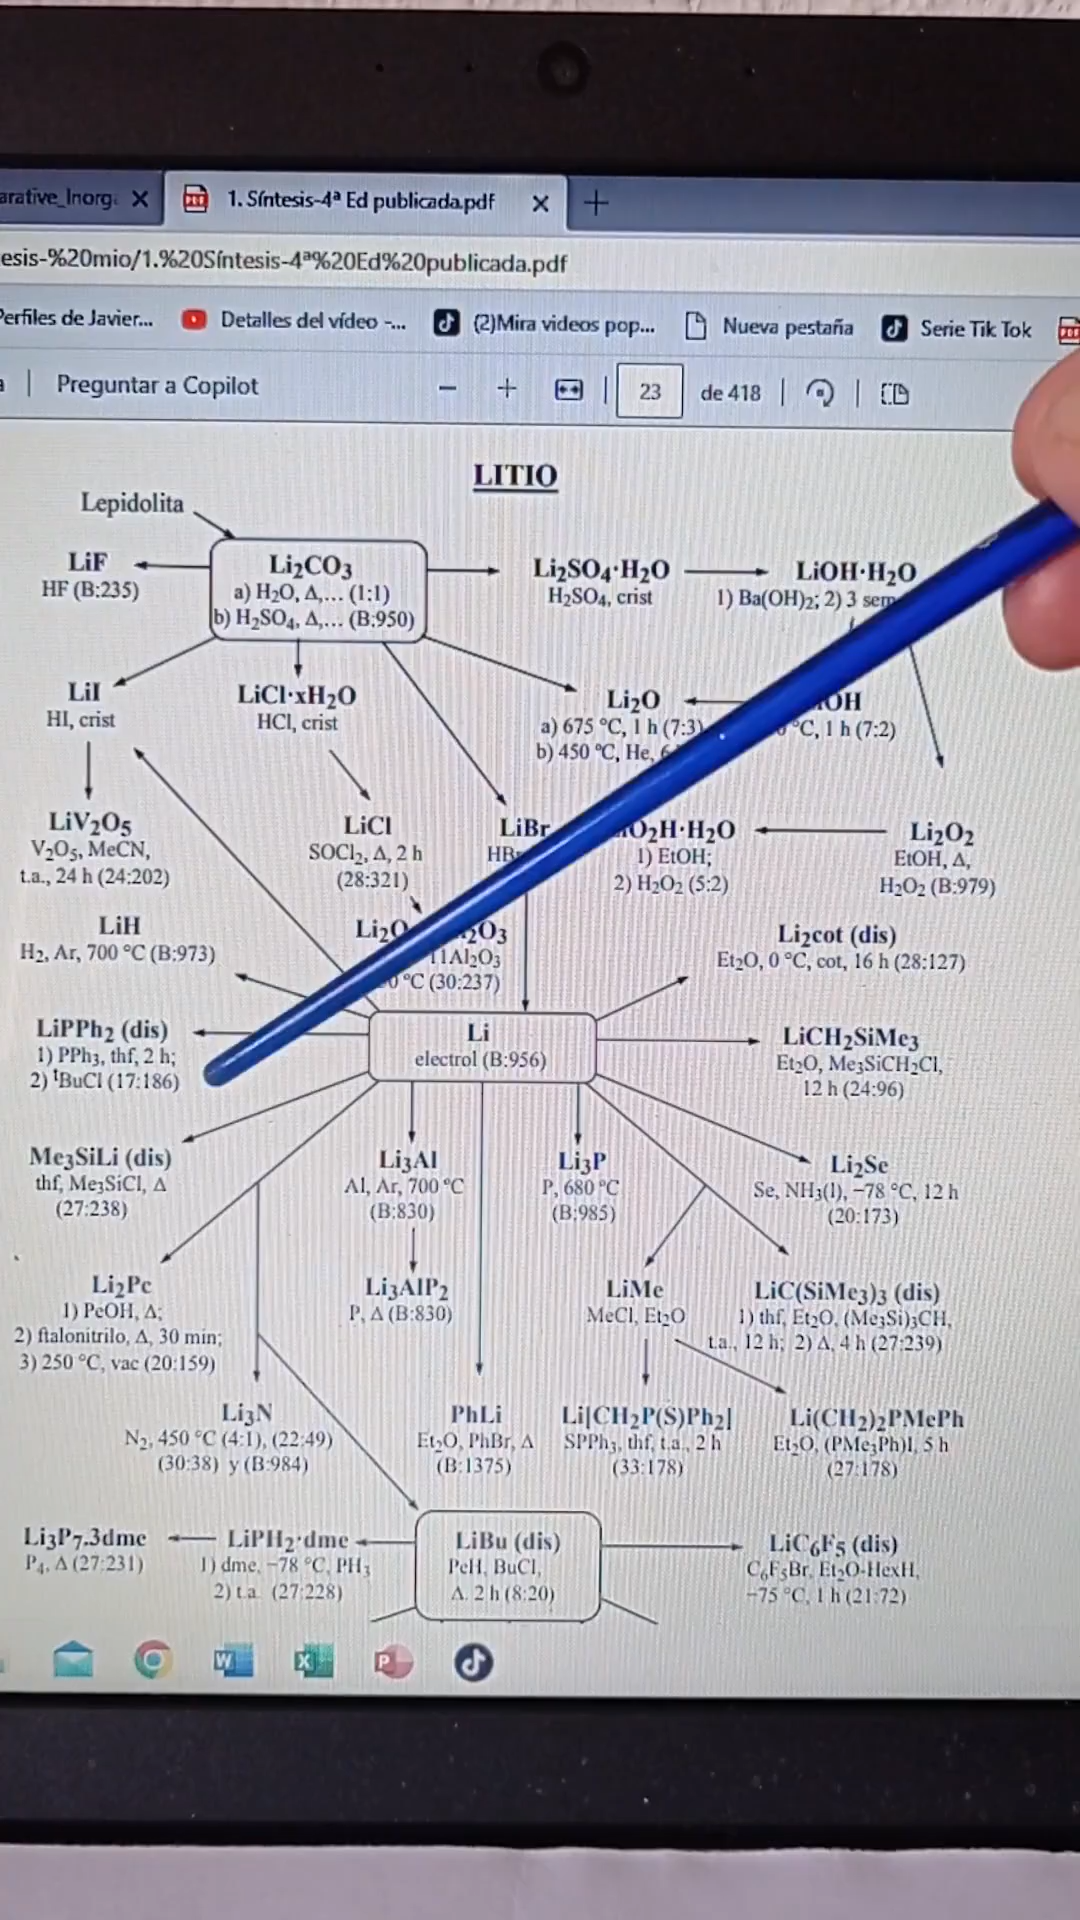 arative_Inorg
1. Síntesis-4ª Ed publicada.pdf
esis-%20mio/1.%20Síntesis-4ª%20Ed%20publicada.pdf
Perfiles de Javier...
Detalles del vídeo -...
(2)Mira videos pop...
Nueva pestaña
Serie Tik Tok
Preguntar a Copilot
23
de 418
LITIO
Lepidolita
LiF
HF (B:235)
Li₂CO₃
a) H₂O, Δ,... (1:1)
b) H₂SO₄, Δ,... (B:950)
Li₂SO₄·H₂O
H₂SO₄, crist
LiOH·H₂O
1) Ba(OH)₂; 2) 3 sem
LiI
HI, crist
LiCl·xH₂O
HCl, crist
Li₂O
a) 675 °C, 1 h (7:3)
b) 450 °C, He,
OH
°C, 1 h (7:2)
LiV₂O₅
V₂O₅, MeCN,
t.a., 24 h (24:202)
LiCl
SOCl₂, Δ, 2 h
(28:321)
LiBr
HBr
O₂H·H₂O
1) EtOH;
2) H₂O₂ (5:2)
Li₂O₂
EtOH, Δ,
H₂O₂ (B:979)
LiH
H₂, Ar, 700 °C (B:973)
Li₂O
₂O₃
11Al₂O₃
°C (30:237)
Li₂cot (dis)
Et₂O, 0 °C, cot, 16 h (28:127)
LiPPh₂ (dis)
1) PPh₃, thf, 2 h;
2) ᵗBuCl (17:186)
Li
electrol (B:956)
LiCH₂SiMe₃
Et₂O, Me₃SiCH₂Cl,
12 h (24:96)
Me₃SiLi (dis)
thf, Me₃SiCl, Δ
(27:238)
Li₃Al
Al, Ar, 700 °C
(B:830)
Li₃P
P, 680 °C
(B:985)
Li₂Se
Se, NH₃(l), −78 °C, 12 h
(20:173)
Li₂Pc
1) PeOH, Δ;
2) ftalonitrilo, Δ, 30 min;
3) 250 °C, vac (20:159)
Li₃AlP₂
P, Δ (B:830)
LiMe
MeCl, Et₂O
LiC(SiMe₃)₃ (dis)
1) thf, Et₂O, (Me₃Si)₃CH,
t.a., 12 h; 2) Δ, 4 h (27:239)
Li₃N
N₂, 450 °C (4:1), (22:49)
(30:38) y (B:984)
PhLi
Et₂O, PhBr, Δ
(B:1375)
Li[CH₂P(S)Ph₂]
SPPh₃, thf, t.a., 2 h
(33:178)
Li(CH₂)₂PMePh
Et₂O, (PMe₃Ph)I, 5 h
(27:178)
Li₃P₇.3dme
P₄, Δ (27:231)
LiPH₂·dme
1) dme, −78 °C, PH₃
2) t.a. (27:228)
LiBu (dis)
PeH, BuCl,
Δ. 2 h (8:20)
LiC₆F₅ (dis)
C₆F₅Br, Et₂O-HexH,
−75 °C, 1 h (21:72)